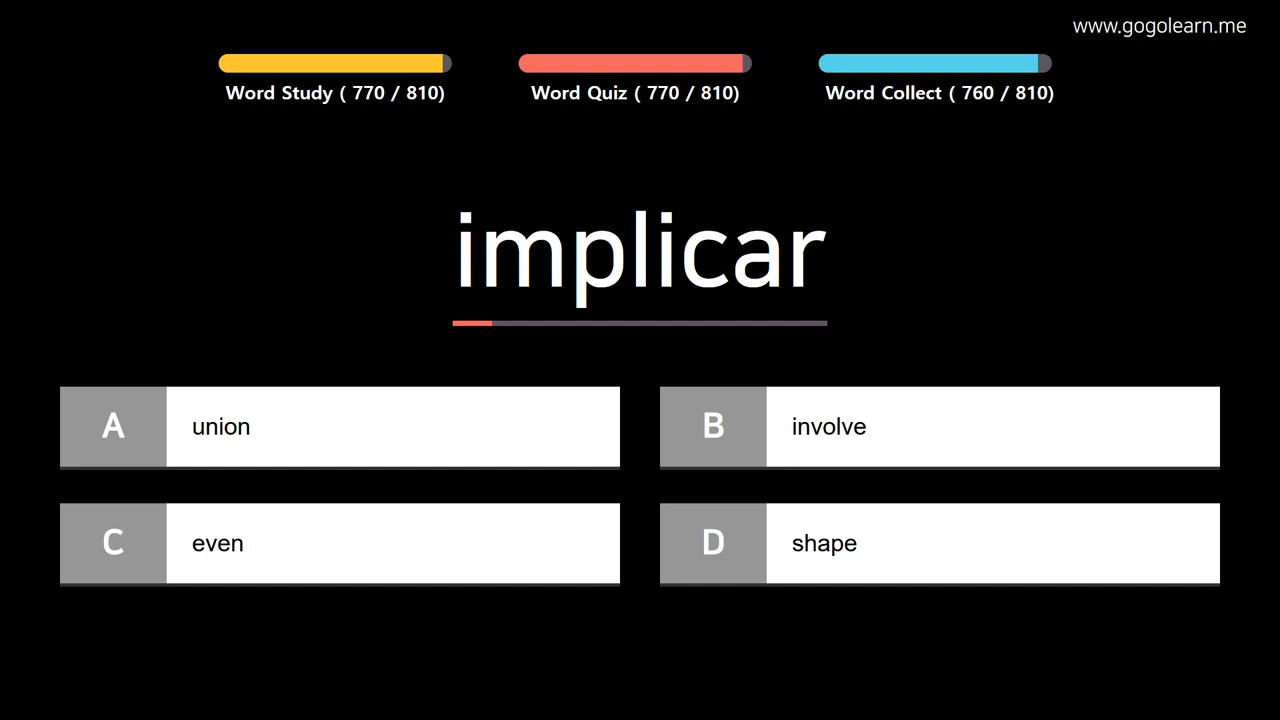 www.gogolearn.me
Word Study ( 770 / 810)
Word Quiz ( 770 / 810)
Word Collect ( 760 / 810)
implicar
A union
B involve
C even
D shape